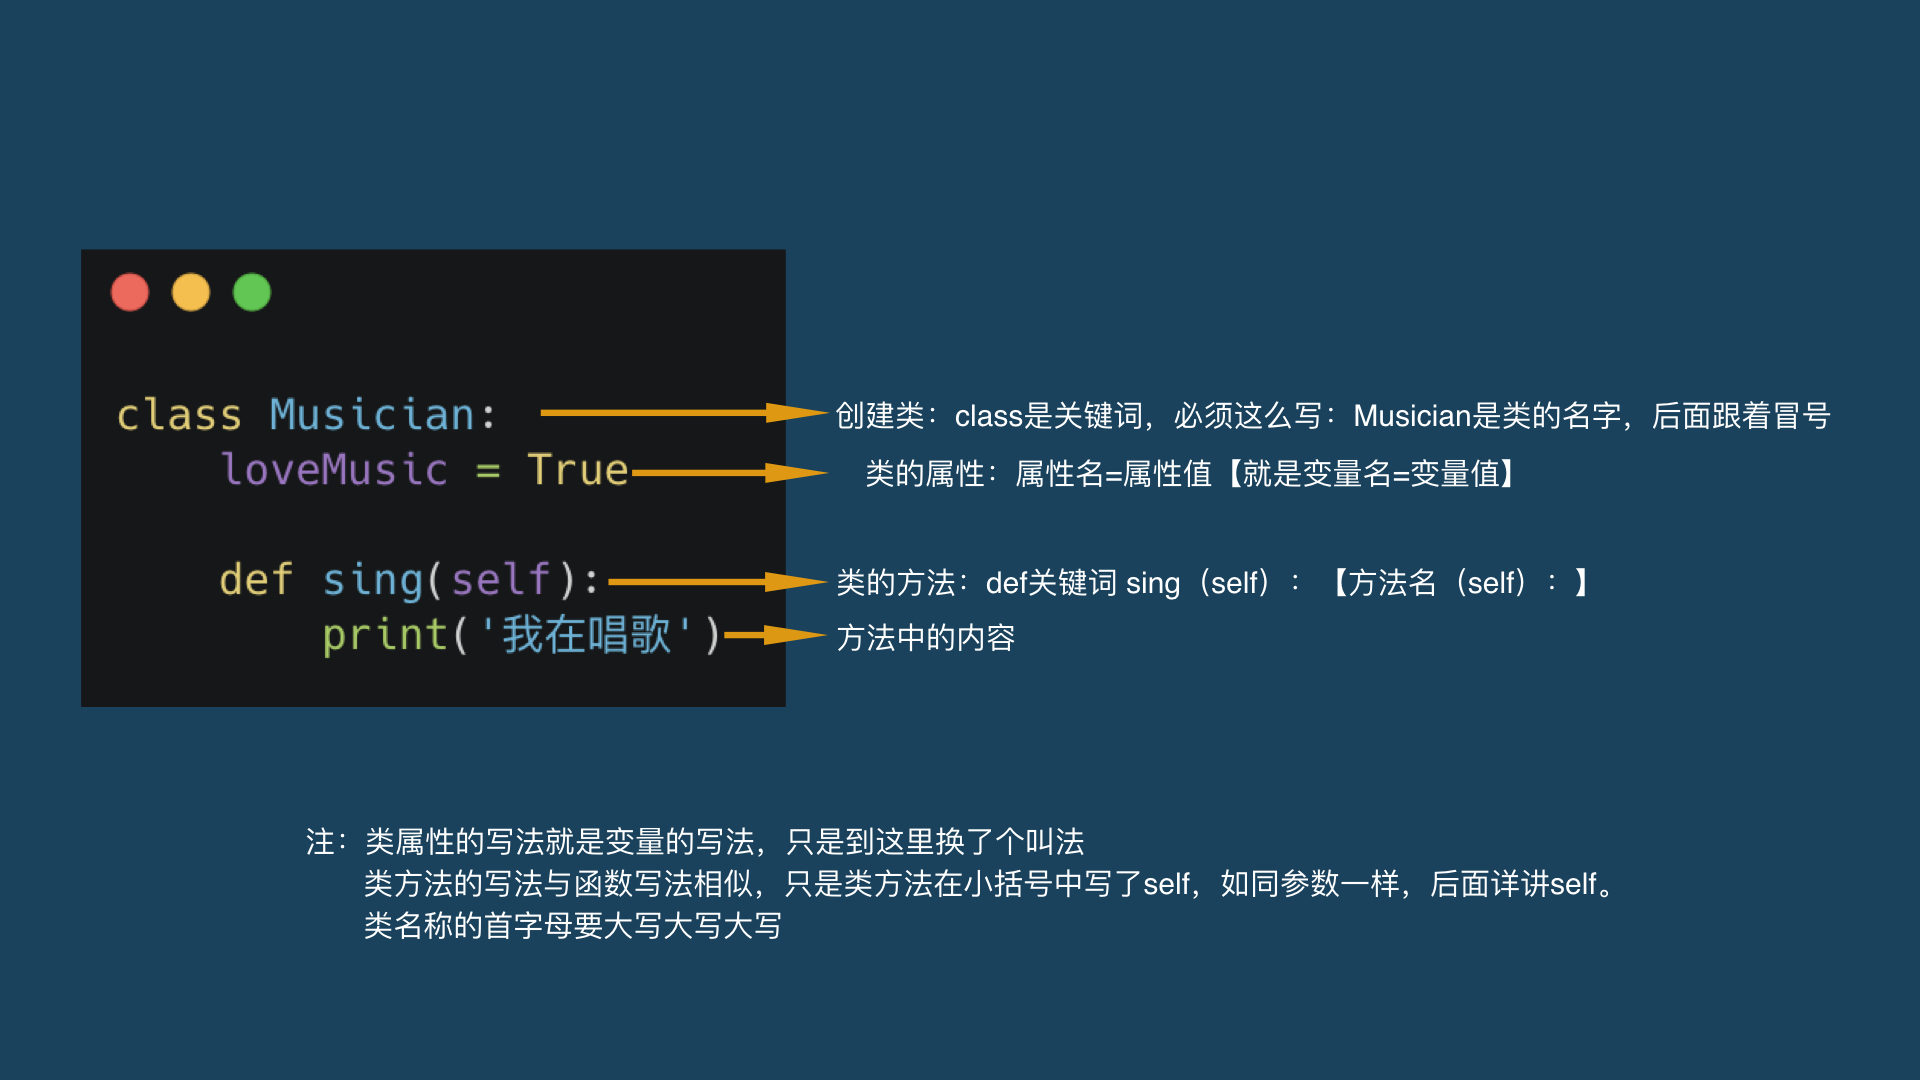 class Musician:
创建类：class是关键词，必须这么写：Musician是类的名字，后面跟着冒号
loveMusic = True
类的属性：属性名=属性值【就是变量名=变量值】
def sing(self):
类的方法：def关键词 sing（self）：【方法名（self）：】
print('我在唱歌')
方法中的内容
注：类属性的写法就是变量的写法，只是到这里换了个叫法
类方法的写法与函数写法相似，只是类方法在小括号中写了self，如同参数一样，后面详讲self。
类名称的首字母要大写大写大写